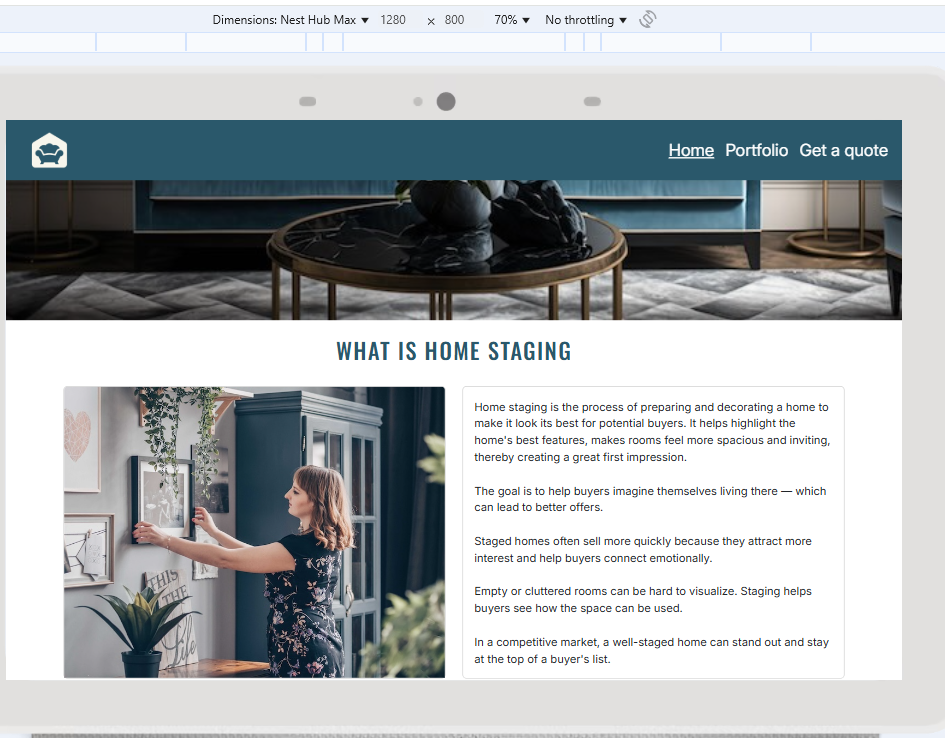 Dimensions: Nest Hub Max ▼ 1280 × 800 70% ▼ No throttling ▼
Home Portfolio Get a quote
WHAT IS HOME STAGING
Home staging is the process of preparing and decorating a home to
make it look its best for potential buyers. It helps highlight the
home's best features, makes rooms feel more spacious and inviting,
thereby creating a great first impression.
The goal is to help buyers imagine themselves living there — which
can lead to better offers.
Staged homes often sell more quickly because they attract more
interest and help buyers connect emotionally.
Empty or cluttered rooms can be hard to visualize. Staging helps
buyers see how the space can be used.
In a competitive market, a well-staged home can stand out and stay
at the top of a buyer's list.
THIS
IS
THE
Life